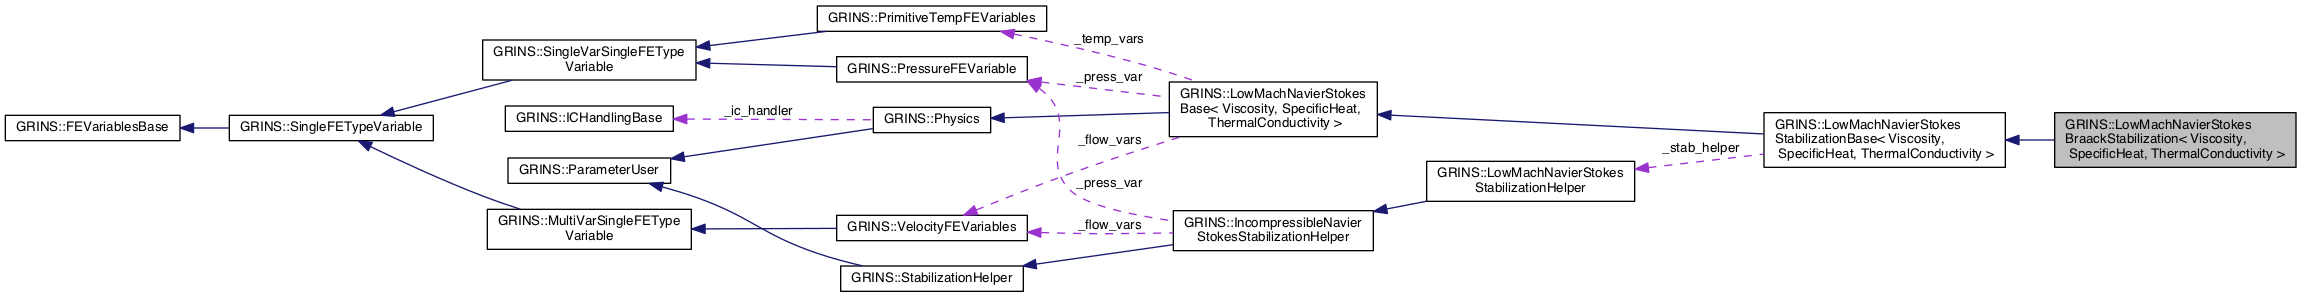 GRINS::FEVariablesBase
GRINS::SingleFETypeVariable
GRINS::SingleVarSingleFEType
Variable
GRINS::ICHandlingBase
GRINS::ParameterUser
GRINS::MultiVarSingleFEType
Variable
GRINS::PrimitiveTempFEVariables
GRINS::PressureFEVariable
_ic_handler
GRINS::Physics
GRINS::VelocityFEVariables
GRINS::StabilizationHelper
_temp_vars
_press_var
_flow_vars
_press_var
_flow_vars
GRINS::LowMachNavierStokes
Base< Viscosity, SpecificHeat,
ThermalConductivity >
GRINS::IncompressibleNavier
StokesStabilizationHelper
GRINS::LowMachNavierStokes
StabilizationHelper
_stab_helper
GRINS::LowMachNavierStokes
StabilizationBase< Viscosity,
SpecificHeat, ThermalConductivity >
GRINS::LowMachNavierStokes
BraackStabilization< Viscosity,
SpecificHeat, ThermalConductivity >